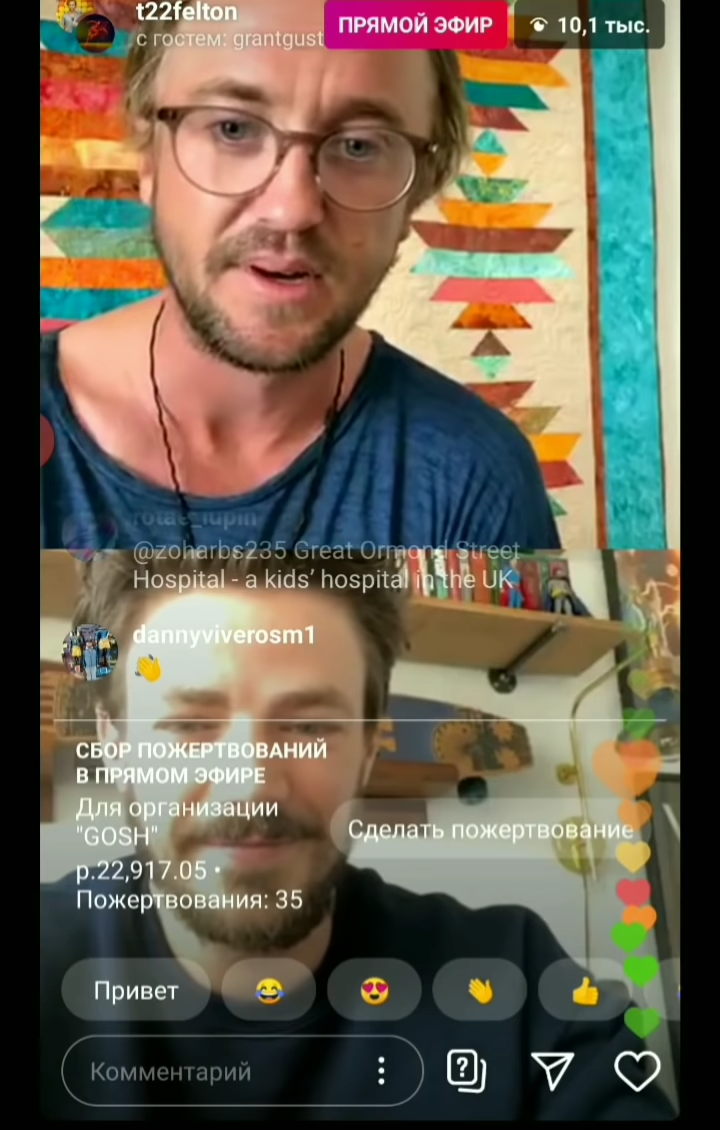 t22felton
с гостем: grantgust
ПРЯМОЙ ЭФИР
10,1 тыс.
rotae_lupin
@zoharbs235 Great Ormond Street
Hospital - a kids’ hospital in the UK
dannyviverosm1
СБОР ПОЖЕРТВОВАНИЙ
В ПРЯМОМ ЭФИРЕ
Для организации
"GOSH"
р.22,917.05 •
Пожертвования: 35
Сделать пожертвование
Привет
Комментарий